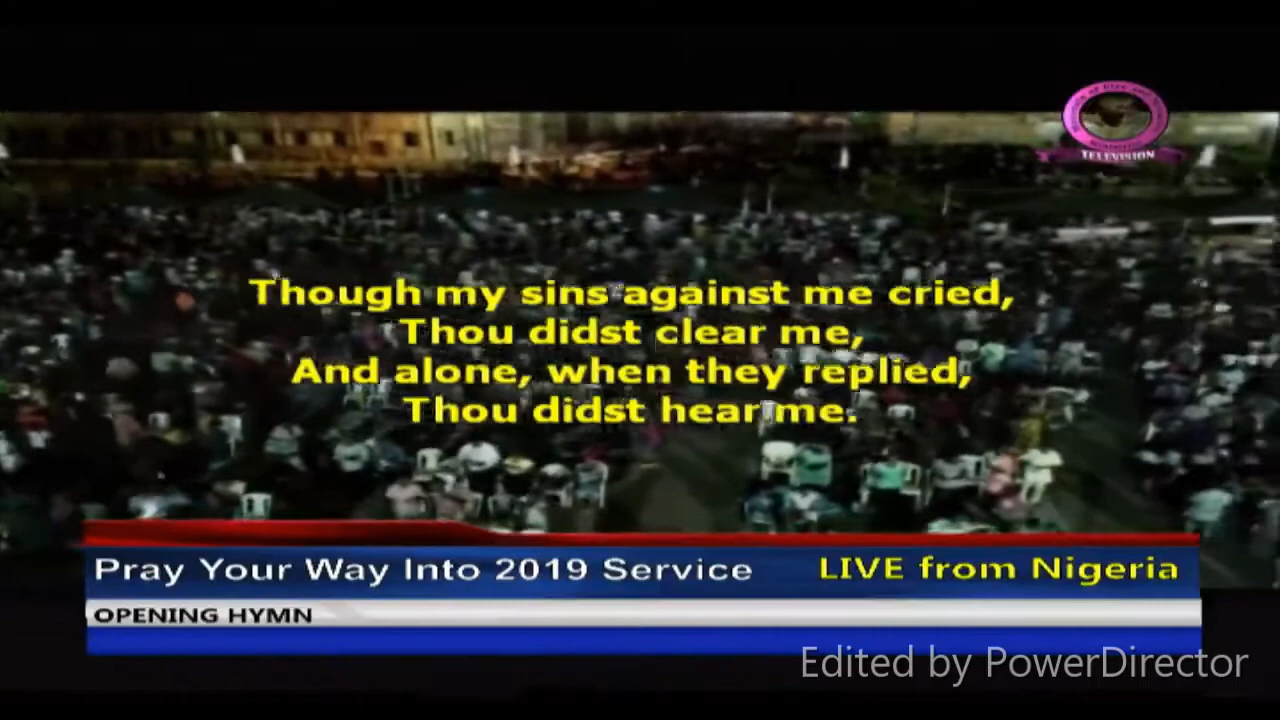 TELEVISION
Though my sins against me cried,
Thou didst clear me,
And alone, when they replied,
Thou didst hear me.
Pray Your Way Into 2019 Service
LIVE from Nigeria
OPENING HYMN
Edited by PowerDirector